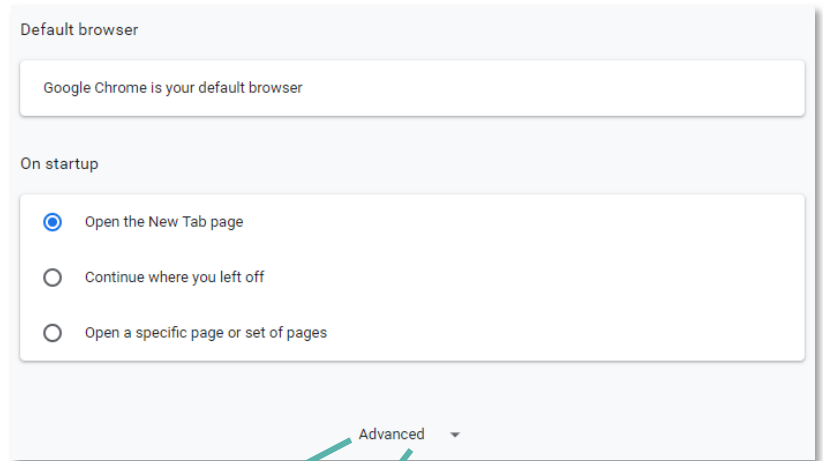 Default browser
Google Chrome is your default browser
On startup
Open the New Tab page
Continue where you left off
Open a specific page or set of pages
Advanced